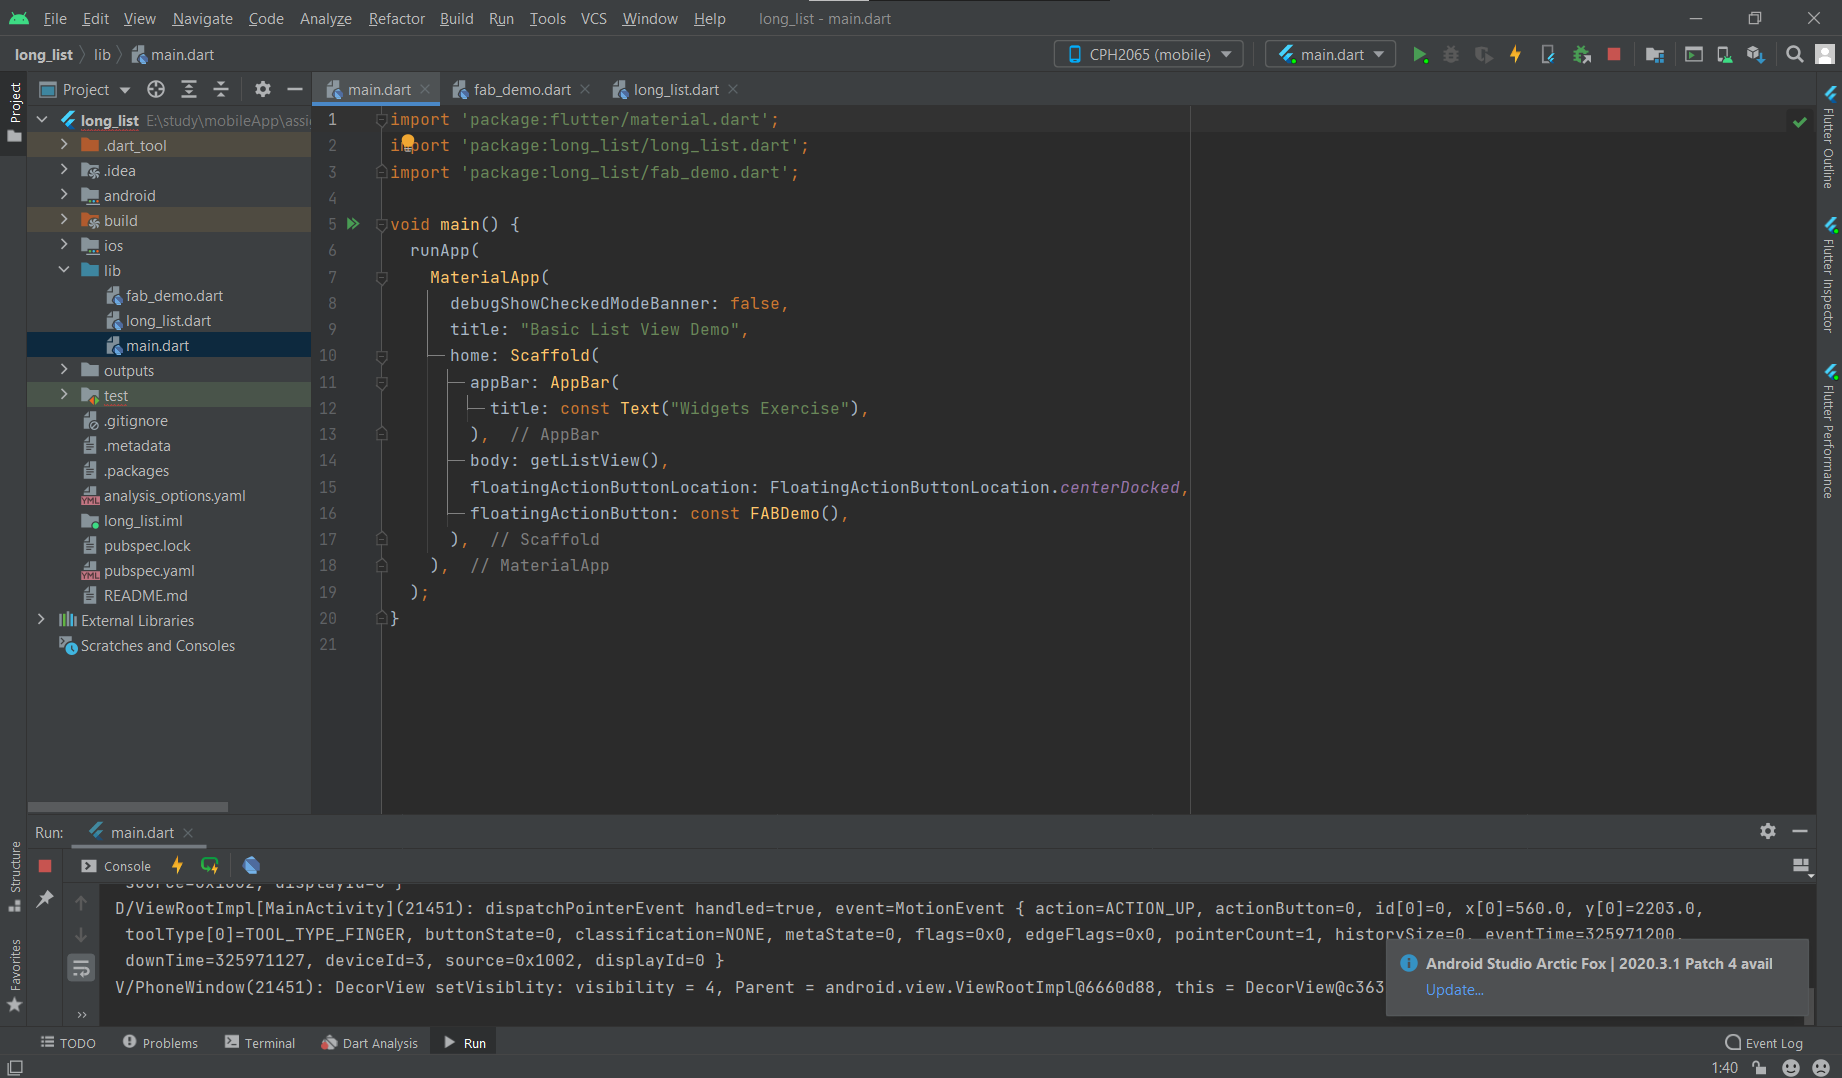 File Edit View Navigate Code Analyze Refactor Build Run Tools VCS Window Help long_list - main.dart
long_list lib main.dart CPH2065 (mobile) main.dart
Project main.dart fab_demo.dart long_list.dart
Project
long_list E:\study\mobileApp\assi
.dart_tool
.idea
android
build
ios
lib
fab_demo.dart
long_list.dart
main.dart
outputs
test
.gitignore
.metadata
.packages
analysis_options.yaml
long_list.iml
pubspec.lock
pubspec.yaml
README.md
External Libraries
Scratches and Consoles
1 import 'package:flutter/material.dart';
2 import 'package:long_list/long_list.dart';
3 import 'package:long_list/fab_demo.dart';
4
5 void main() {
6 runApp(
7 MaterialApp(
8 debugShowCheckedModeBanner: false,
9 title: "Basic List View Demo",
10 home: Scaffold(
11 appBar: AppBar(
12 title: const Text("Widgets Exercise"),
13 ), // AppBar
14 body: getListView(),
15 floatingActionButtonLocation: FloatingActionButtonLocation.centerDocked,
16 floatingActionButton: const FABDemo(),
17 ), // Scaffold
18 ), // MaterialApp
19 );
20 }
21
Flutter Outline
Flutter Inspector
Flutter Performance
Run: main.dart
Console
Structure
Favorites
source=0x1002, displayId=0 }
D/ViewRootImpl[MainActivity](21451): dispatchPointerEvent handled=true, event=MotionEvent { action=ACTION_UP, actionButton=0, id[0]=0, x[0]=560.0, y[0]=2203.0,
toolType[0]=TOOL_TYPE_FINGER, buttonState=0, classification=NONE, metaState=0, flags=0x0, edgeFlags=0x0, pointerCount=1, historySize=0, eventTime=325971200,
downTime=325971127, deviceId=3, source=0x1002, displayId=0 }
V/PhoneWindow(21451): DecorView setVisiblity: visibility = 4, Parent = android.view.ViewRootImpl@6660d88, this = DecorView@c363
Android Studio Arctic Fox | 2020.3.1 Patch 4 avail
Update...
TODO Problems Terminal Dart Analysis Run Event Log
1:40